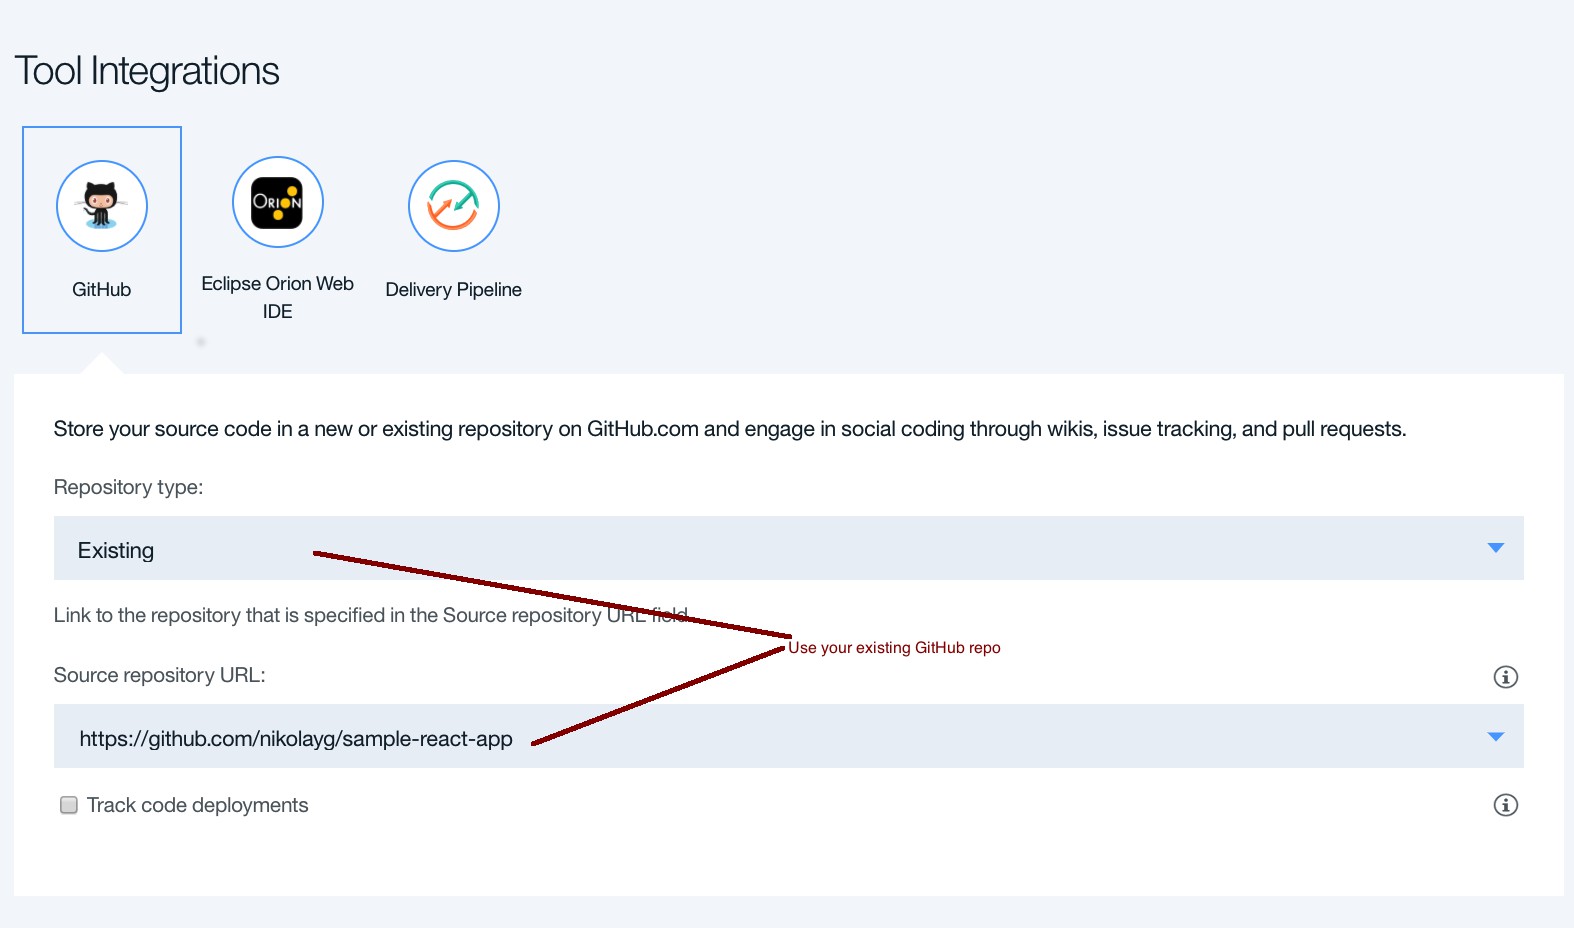 Tool Integrations
ORION
GitHub
Eclipse Orion Web
IDE
Delivery Pipeline
Store your source code in a new or existing repository on GitHub.com and engage in social coding through wikis, issue tracking, and pull requests.
Repository type:
Existing
Link to the repository that is specified in the Source repository URL field.
Use your existing GitHub repo
Source repository URL:
https://github.com/nikolayg/sample-react-app
Track code deployments